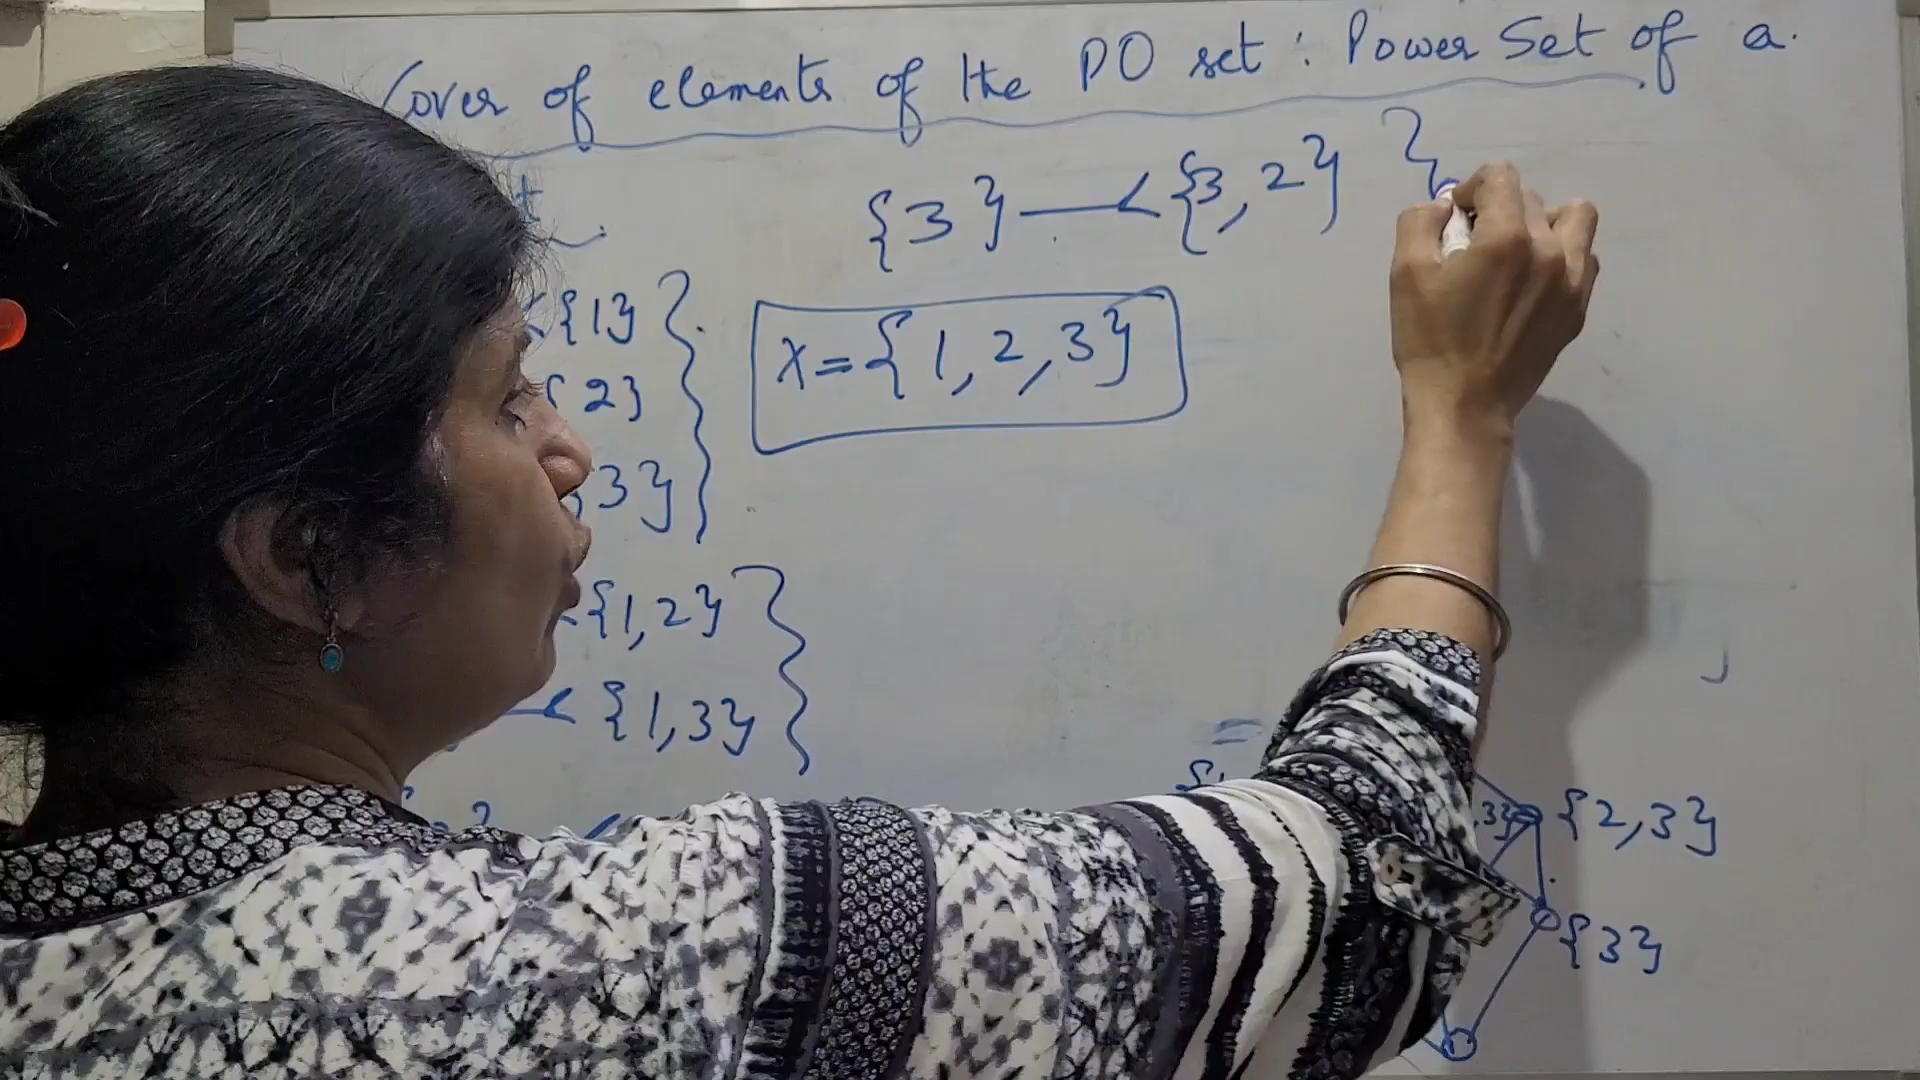 Cover of elements of the PO set : Power Set of a.
{3} —< {3, 2} }
<{1} }
{2}
3}
X = {1, 2, 3}
{1, 2} }
—< {1, 3}
{2, 3}
{3}